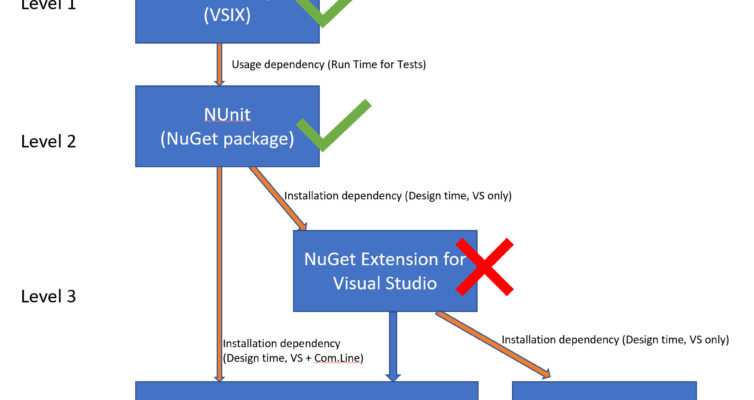 Level 1
(VSIX)
Usage dependency (Run Time for Tests)
NUnit
(NuGet package)
Level 2
Installation dependency (Design time, VS only)
NuGet Extension for
Visual Studio
Level 3
Installation dependency
(Design time, VS + Com.Line)
Installation dependency (Design time, VS only)